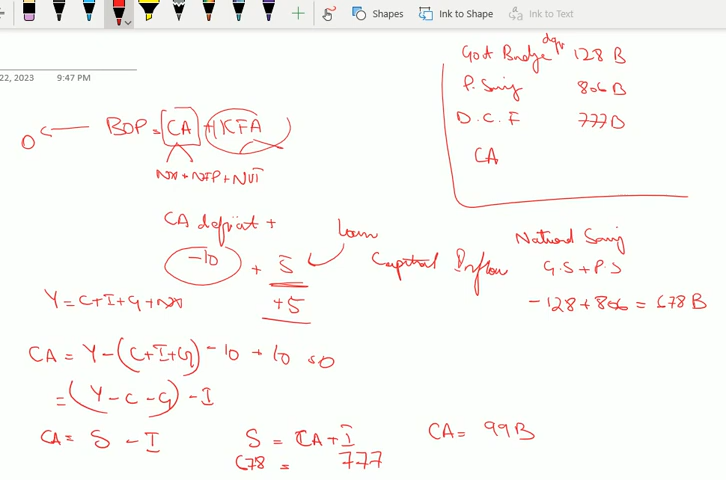 Shapes
Ink to Shape
Ink to Text
22, 2023 9:47 PM
Govt Budge defi 128 B
P. Saving 806 B
D. C. F 777 B
CA
0 ← BOP = CA + KFA
NX + NFP + NUT
CA deficit +
loan
-10 + 5
Capital Inflow
+5
Y = C + I + G + NX
National Saving
G.S + P.S
-128 + 806 = 678 B
CA = Y - (C + I + G) -10 + 10 = 0
= (Y - C - G) - I
CA = S - I
S = CA + I
678 = 777
CA = 99 B